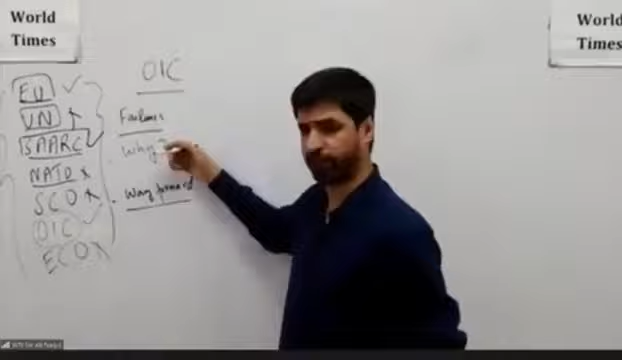 World
Times
World
Times
OIC
EU
UN
SAARC
NATO
SCO
OIC
ECO
Failures
Why?
Way forward